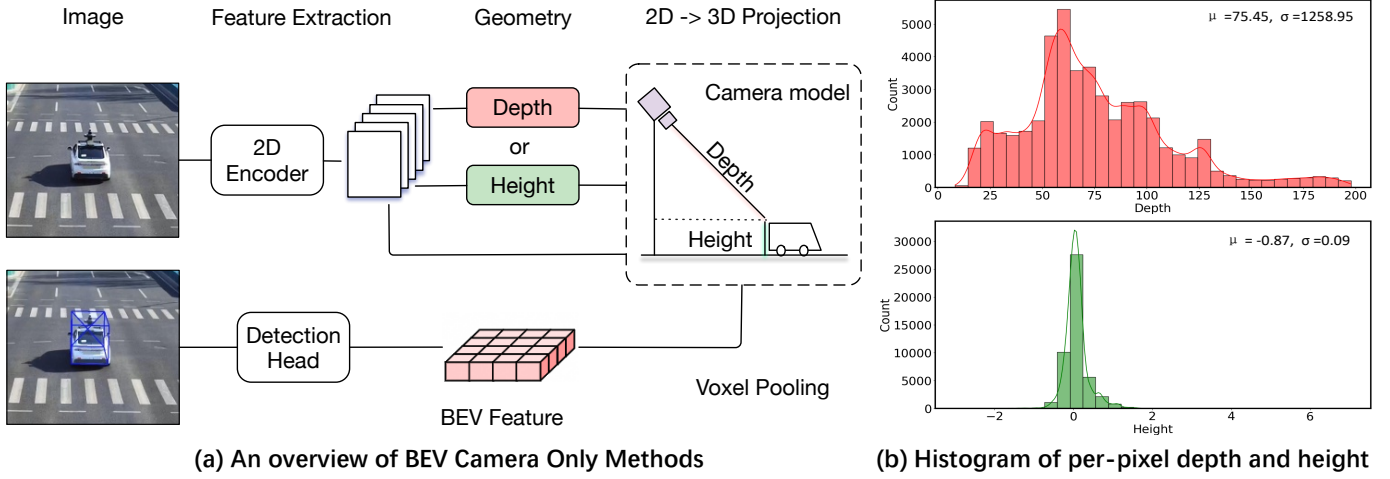 Image
Feature Extraction
Geometry
2D -> 3D Projection
2D
Encoder
Depth
or
Height
Camera model
Depth
Height
Detection
Head
BEV Feature
Voxel Pooling
(a) An overview of BEV Camera Only Methods
μ =75.45, σ =1258.95
Count
5000
4000
3000
2000
1000
0
0 25 50 75 100 125 150 175 200
Depth
μ = -0.87, σ =0.09
Count
30000
25000
20000
15000
10000
5000
0
−2 0 2 4 6
Height
(b) Histogram of per-pixel depth and height